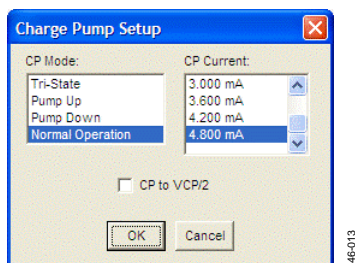 Charge Pump Setup
CP Mode:
CP Current:
Tri-State
Pump Up
Pump Down
Normal Operation
3.000 mA
3.600 mA
4.200 mA
4.800 mA
CP to VCP/2
OK
Cancel
46-013